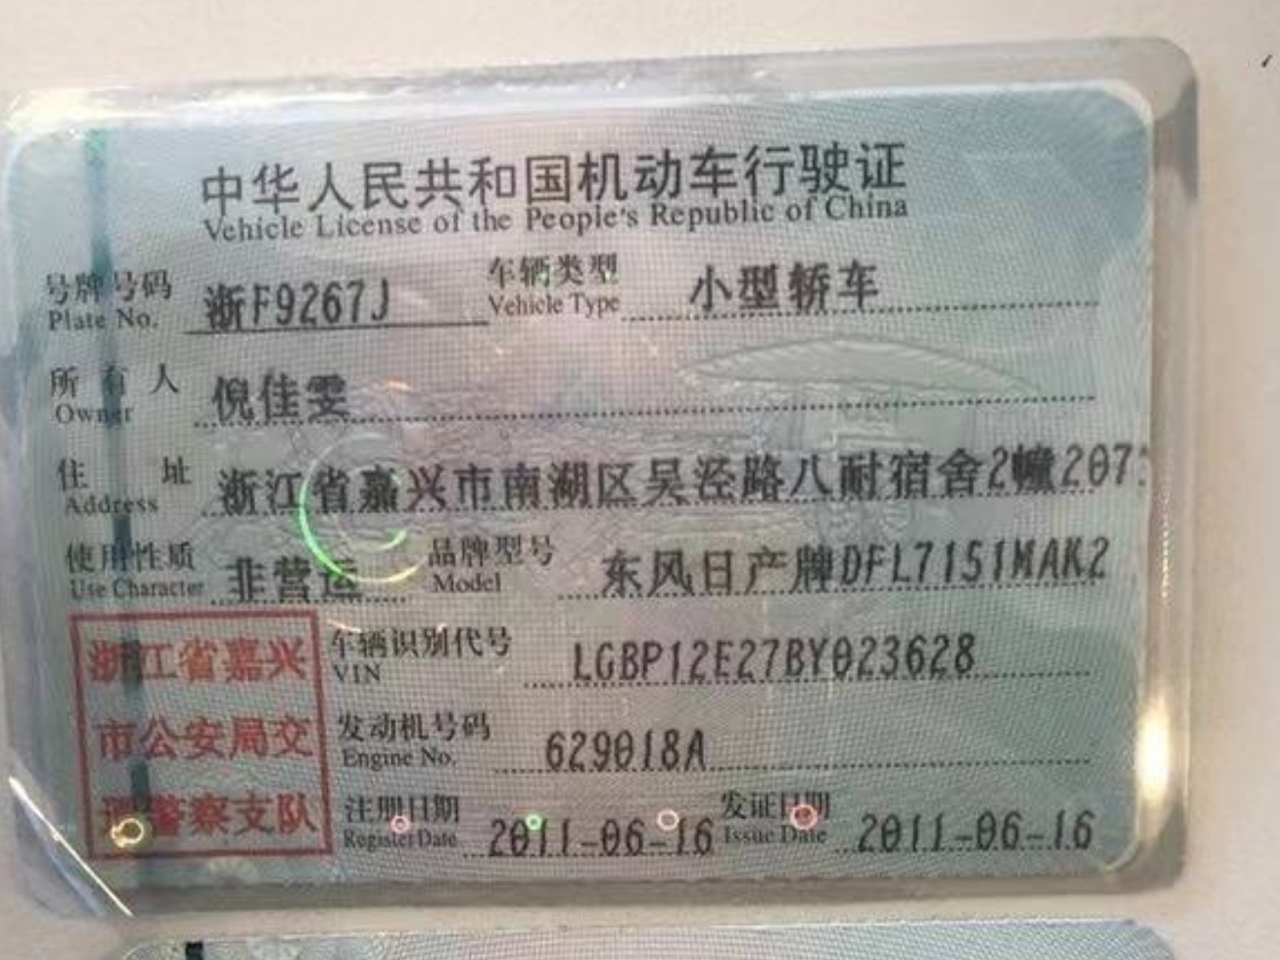 中华人民共和国机动车行驶证
Vehicle License of the People's Republic of China
号牌号码 浙F9267J 车辆类型 小型轿车
Plate No. Vehicle Type
所有人 倪佳雯
Owner
住址 浙江省嘉兴市南湖区吴泾路八耐宿舍2幢207
Address
使用性质 非营运 品牌型号 东风日产牌DFL7151MAK2
Use Character Model
浙江省嘉兴
市公安局交
通警察支队
车辆识别代号 LGBP12E27BY023628
VIN
发动机号码 629018A
Engine No.
注册日期 2011-06-16 发证日期 2011-06-16
Register Date Issue Date